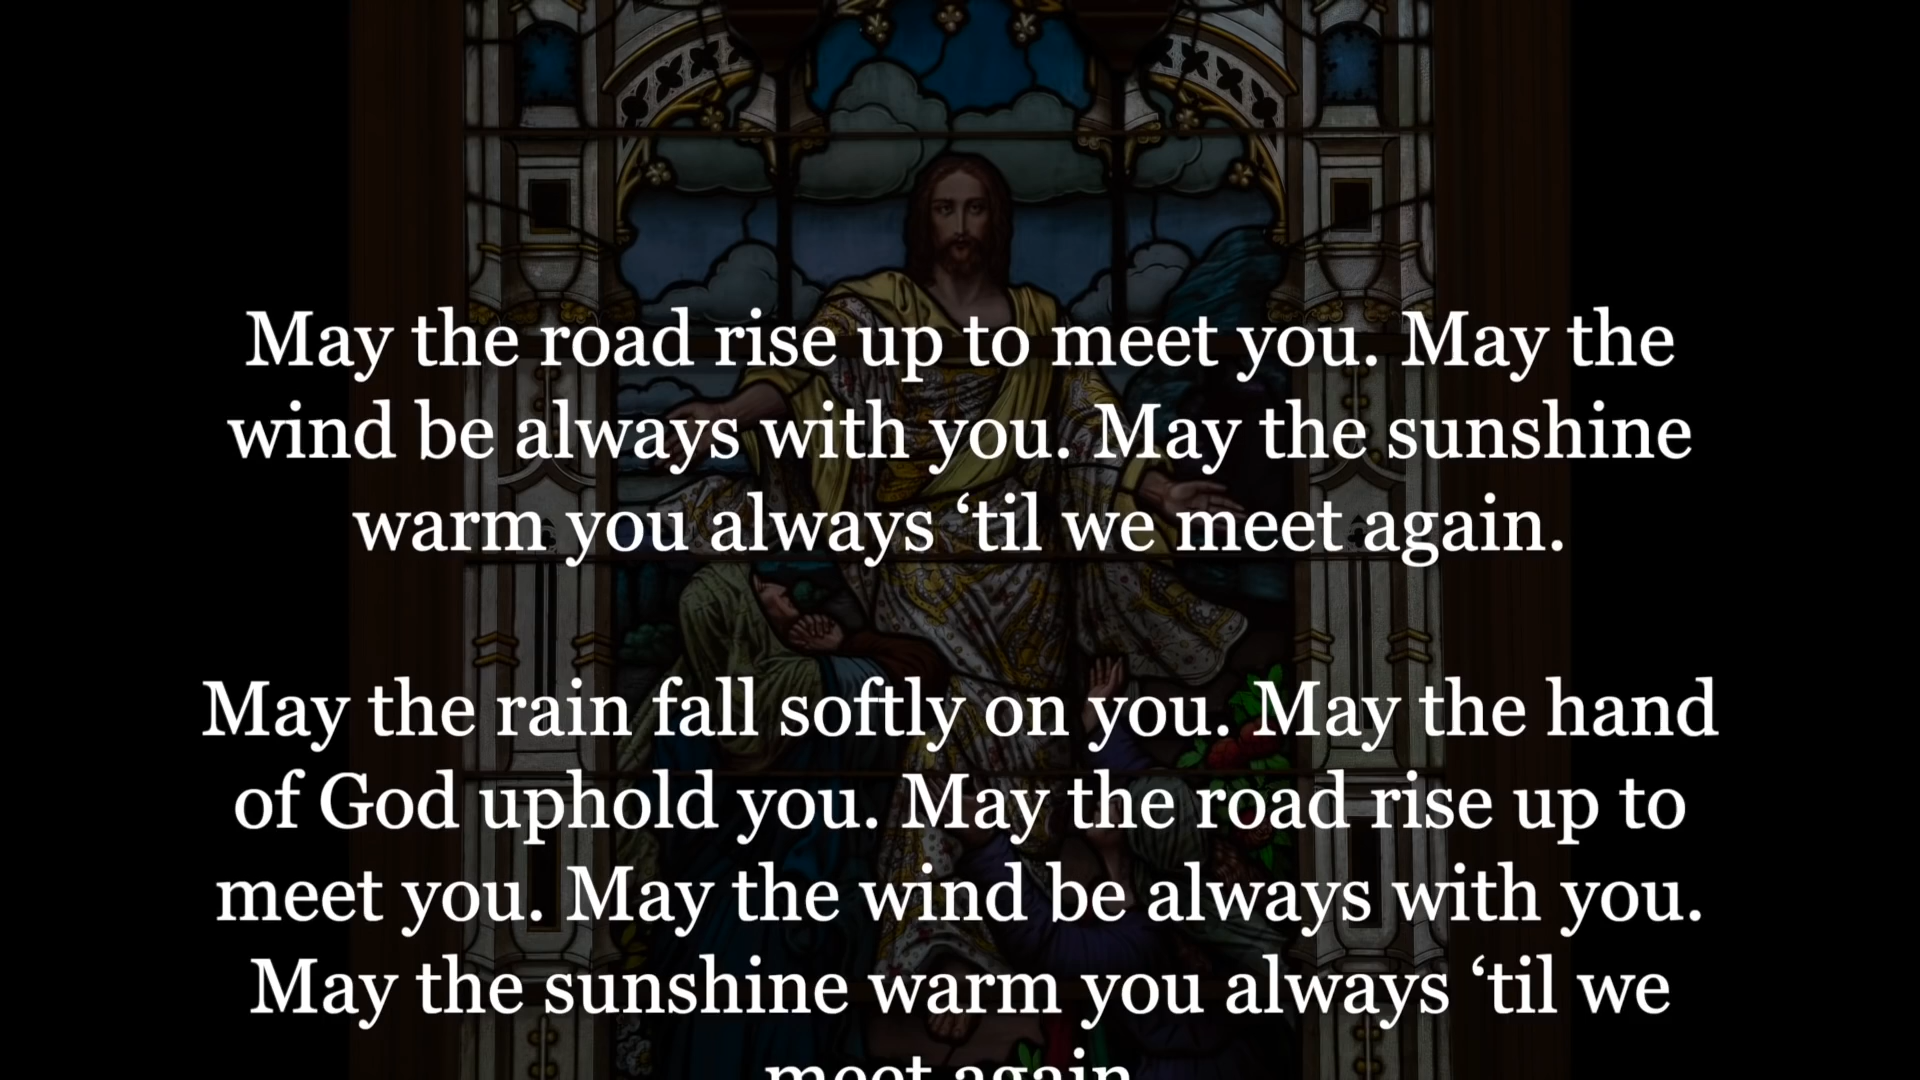 May the road rise up to meet you. May the
wind be always with you. May the sunshine
warm you always ‘til we meet again.
May the rain fall softly on you. May the hand
of God uphold you. May the road rise up to
meet you. May the wind be always with you.
May the sunshine warm you always ‘til we
meet again